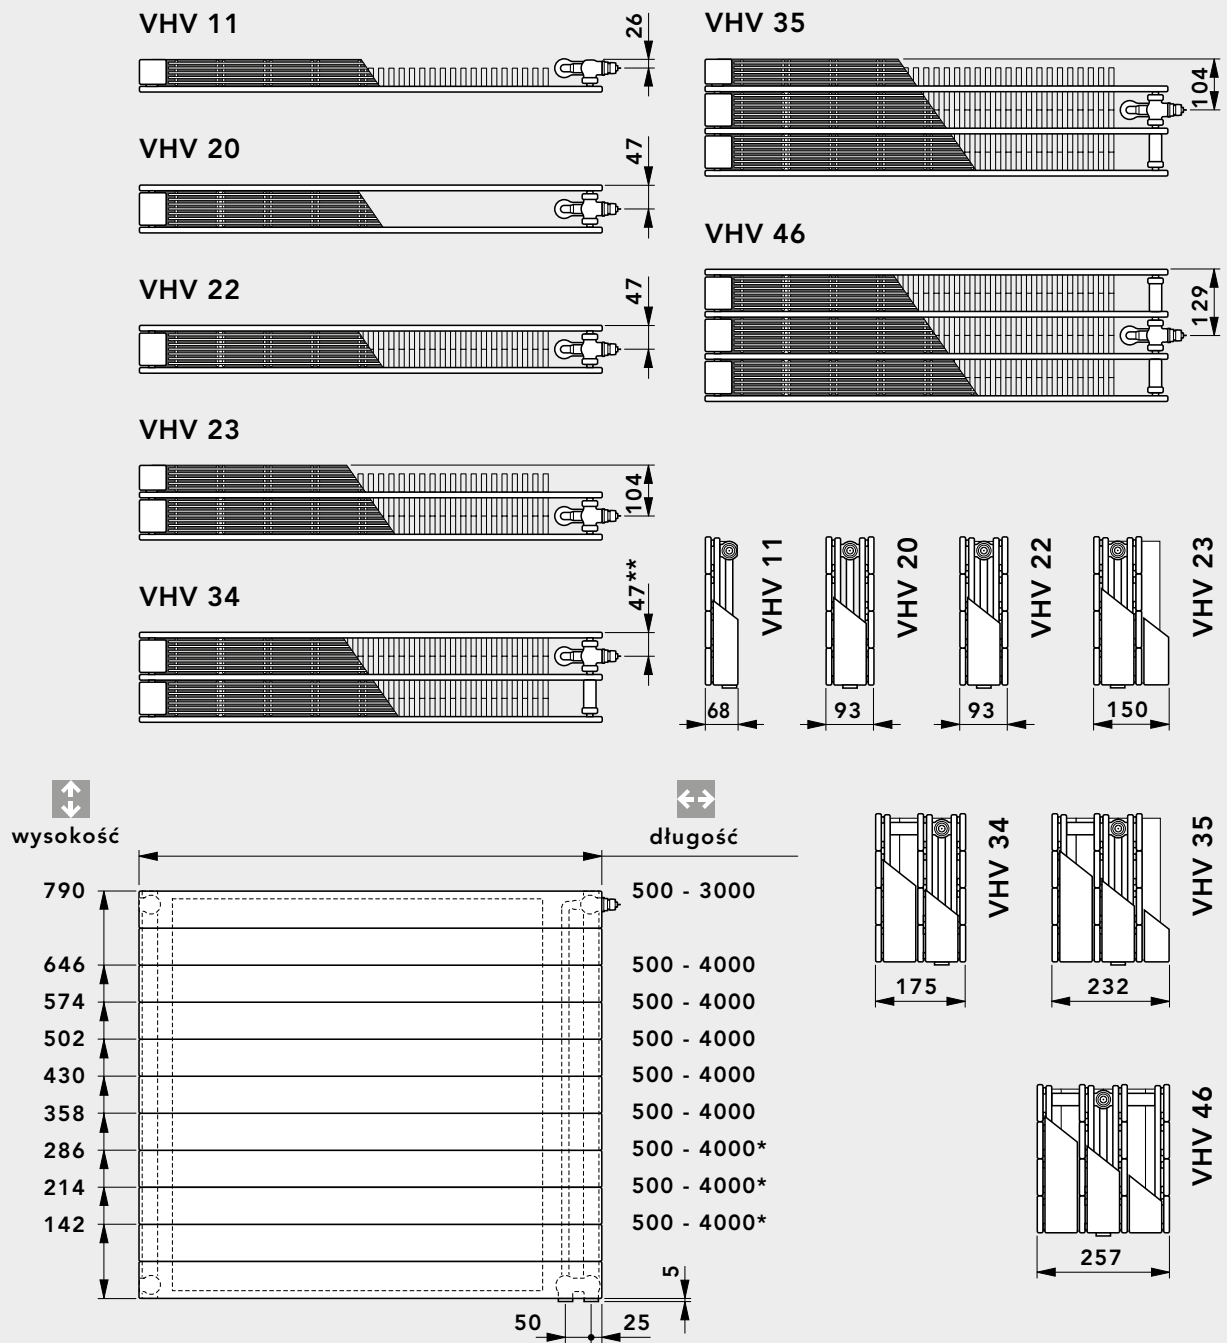 VHV 11
26
VHV 20
47
VHV 22
47
VHV 23
104
VHV 34
47**
VHV 35
104
VHV 46
129
VHV 11
68
VHV 20
93
VHV 22
93
VHV 23
150
wysokość
długość
790
500 - 3000
646
500 - 4000
574
500 - 4000
502
500 - 4000
430
500 - 4000
358
500 - 4000
286
500 - 4000*
214
500 - 4000*
142
500 - 4000*
5
50
25
VHV 34
175
VHV 35
232
VHV 46
257